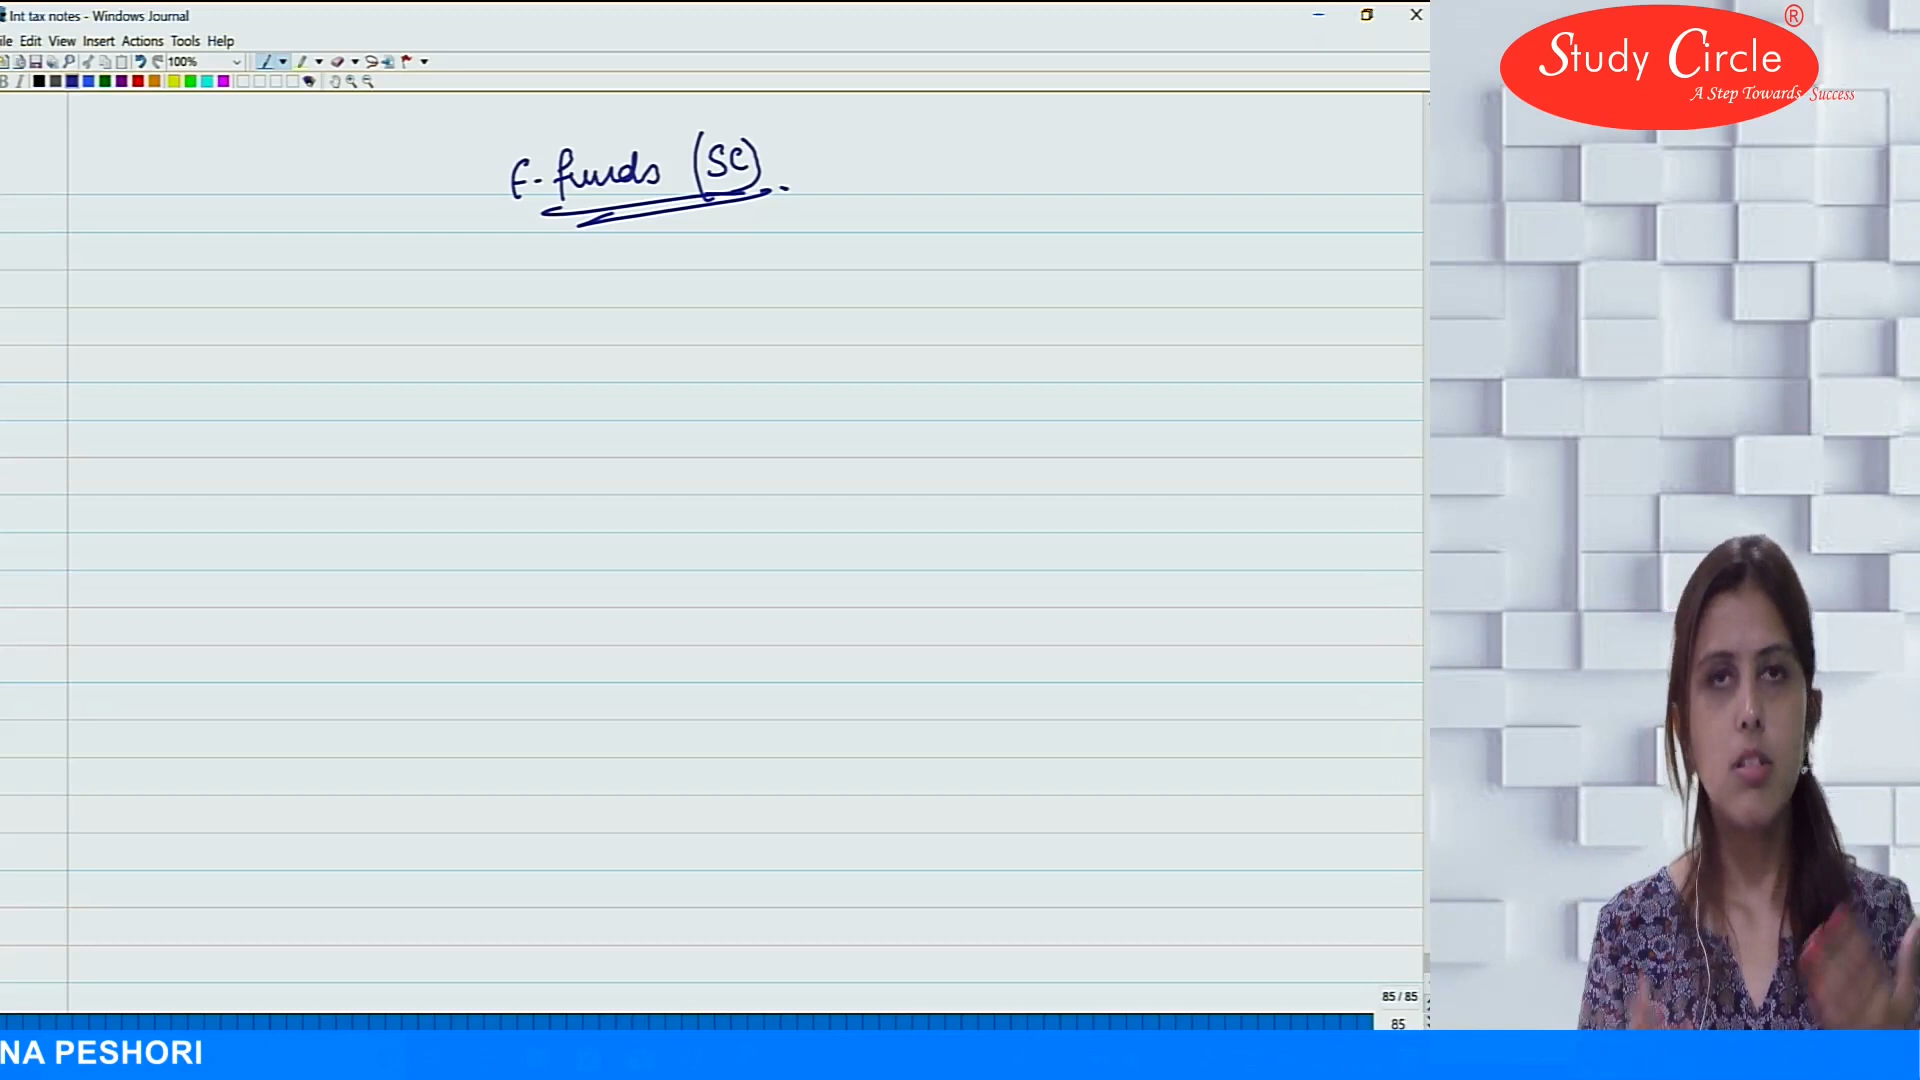 Int tax notes - Windows Journal
ile Edit View Insert Actions Tools Help
100%
B I
E-funds (SC).
85 / 85
85
Study Circle ®
A Step Towards Success
NA PESHORI